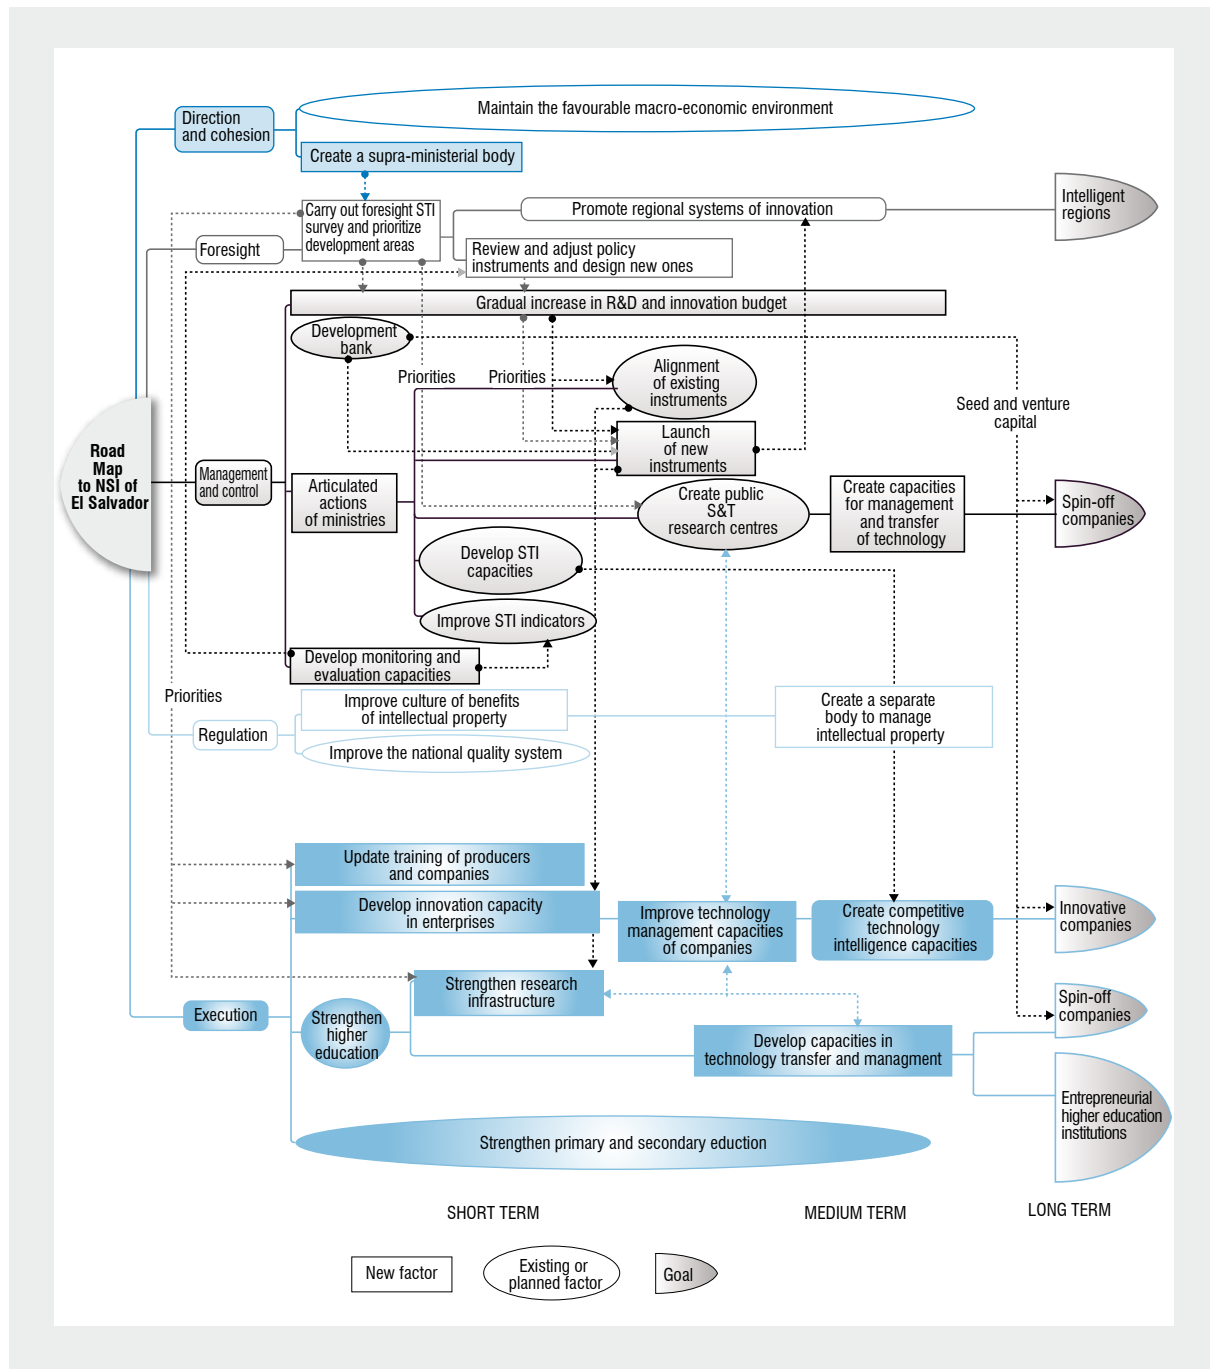 Direction
and cohesion
Maintain the favourable macro-economic environment
Create a supra-ministerial body
Carry out foresight STI
survey and prioritize
development areas
Promote regional systems of innovation
Intelligent
regions
Foresight
Review and adjust policy
instruments and design new ones
Gradual increase in R&D and innovation budget
Development
bank
Priorities
Priorities
Alignment
of existing
instruments
Seed and venture
capital
Launch
of new
instruments
Road
Map
to NSI of
El Salvador
Management
and control
Articulated
actions
of ministries
Create public
S&T
research centres
Create capacities
for management
and transfer
of technology
Spin-off
companies
Develop STI
capacities
Improve STI indicators
Develop monitoring and
evaluation capacities
Priorities
Regulation
Improve culture of benefits
of intellectual property
Create a separate
body to manage
intellectual property
Improve the national quality system
Update training of producers
and companies
Develop innovation capacity
in enterprises
Improve technology
management capacities
of companies
Create competitive
technology
intelligence capacities
Innovative
companies
Strengthen research
infrastructure
Execution
Strengthen
higher
education
Spin-off
companies
Develop capacities in
technology transfer and managment
Entrepreneurial
higher education
institutions
Strengthen primary and secondary eduction
SHORT TERM
MEDIUM TERM
LONG TERM
New factor
Existing or
planned factor
Goal